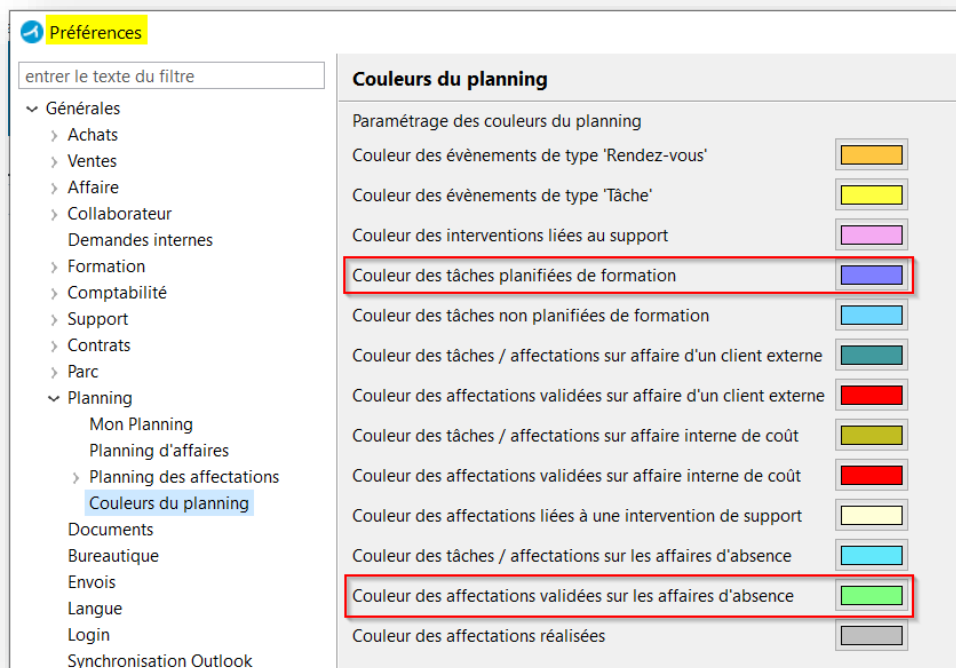 Préférences
entrer le texte du filtre
Générales
Achats
Ventes
Affaire
Collaborateur
Demandes internes
Formation
Comptabilité
Support
Contrats
Parc
Planning
Mon Planning
Planning d'affaires
Planning des affectations
Couleurs du planning
Documents
Bureautique
Envois
Langue
Login
Synchronisation Outlook
Couleurs du planning
Paramétrage des couleurs du planning
Couleur des évènements de type 'Rendez-vous'
Couleur des évènements de type 'Tâche'
Couleur des interventions liées au support
Couleur des tâches planifiées de formation
Couleur des tâches non planifiées de formation
Couleur des tâches / affectations sur affaire d'un client externe
Couleur des affectations validées sur affaire d'un client externe
Couleur des tâches / affectations sur affaire interne de coût
Couleur des affectations validées sur affaire interne de coût
Couleur des affectations liées à une intervention de support
Couleur des tâches / affectations sur les affaires d'absence
Couleur des affectations validées sur les affaires d'absence
Couleur des affectations réalisées